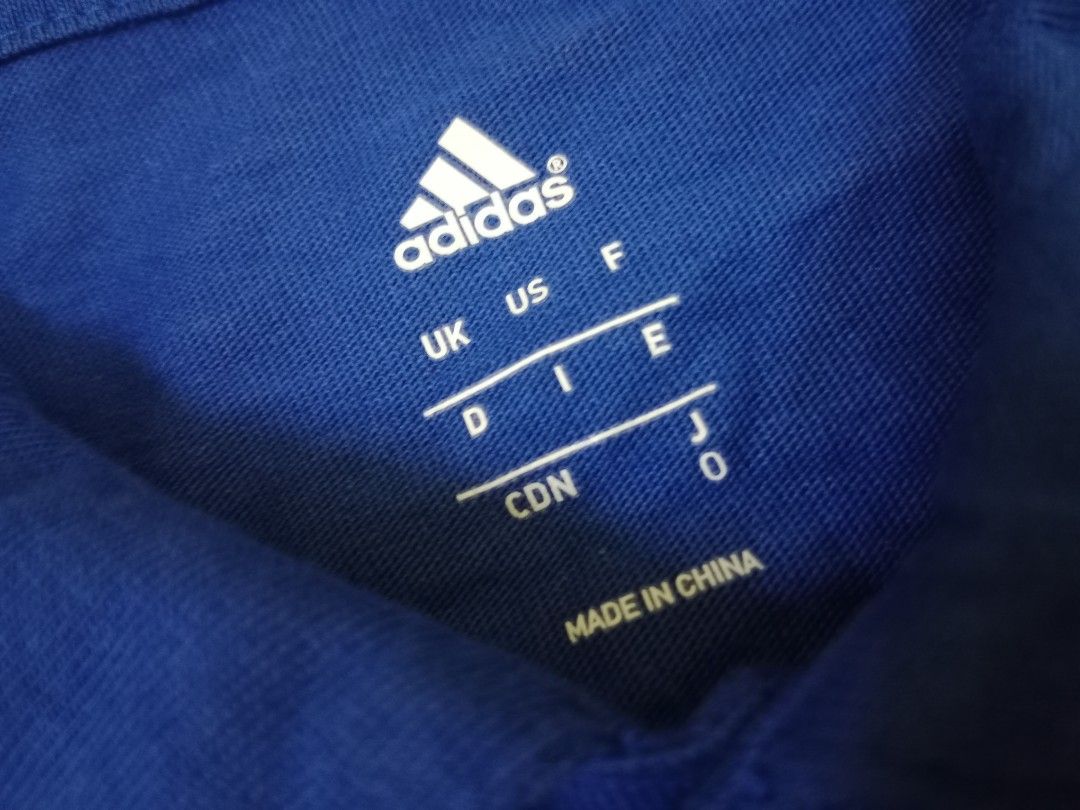 adidas®
UK US F
D I E
CDN J
O
MADE IN CHINA